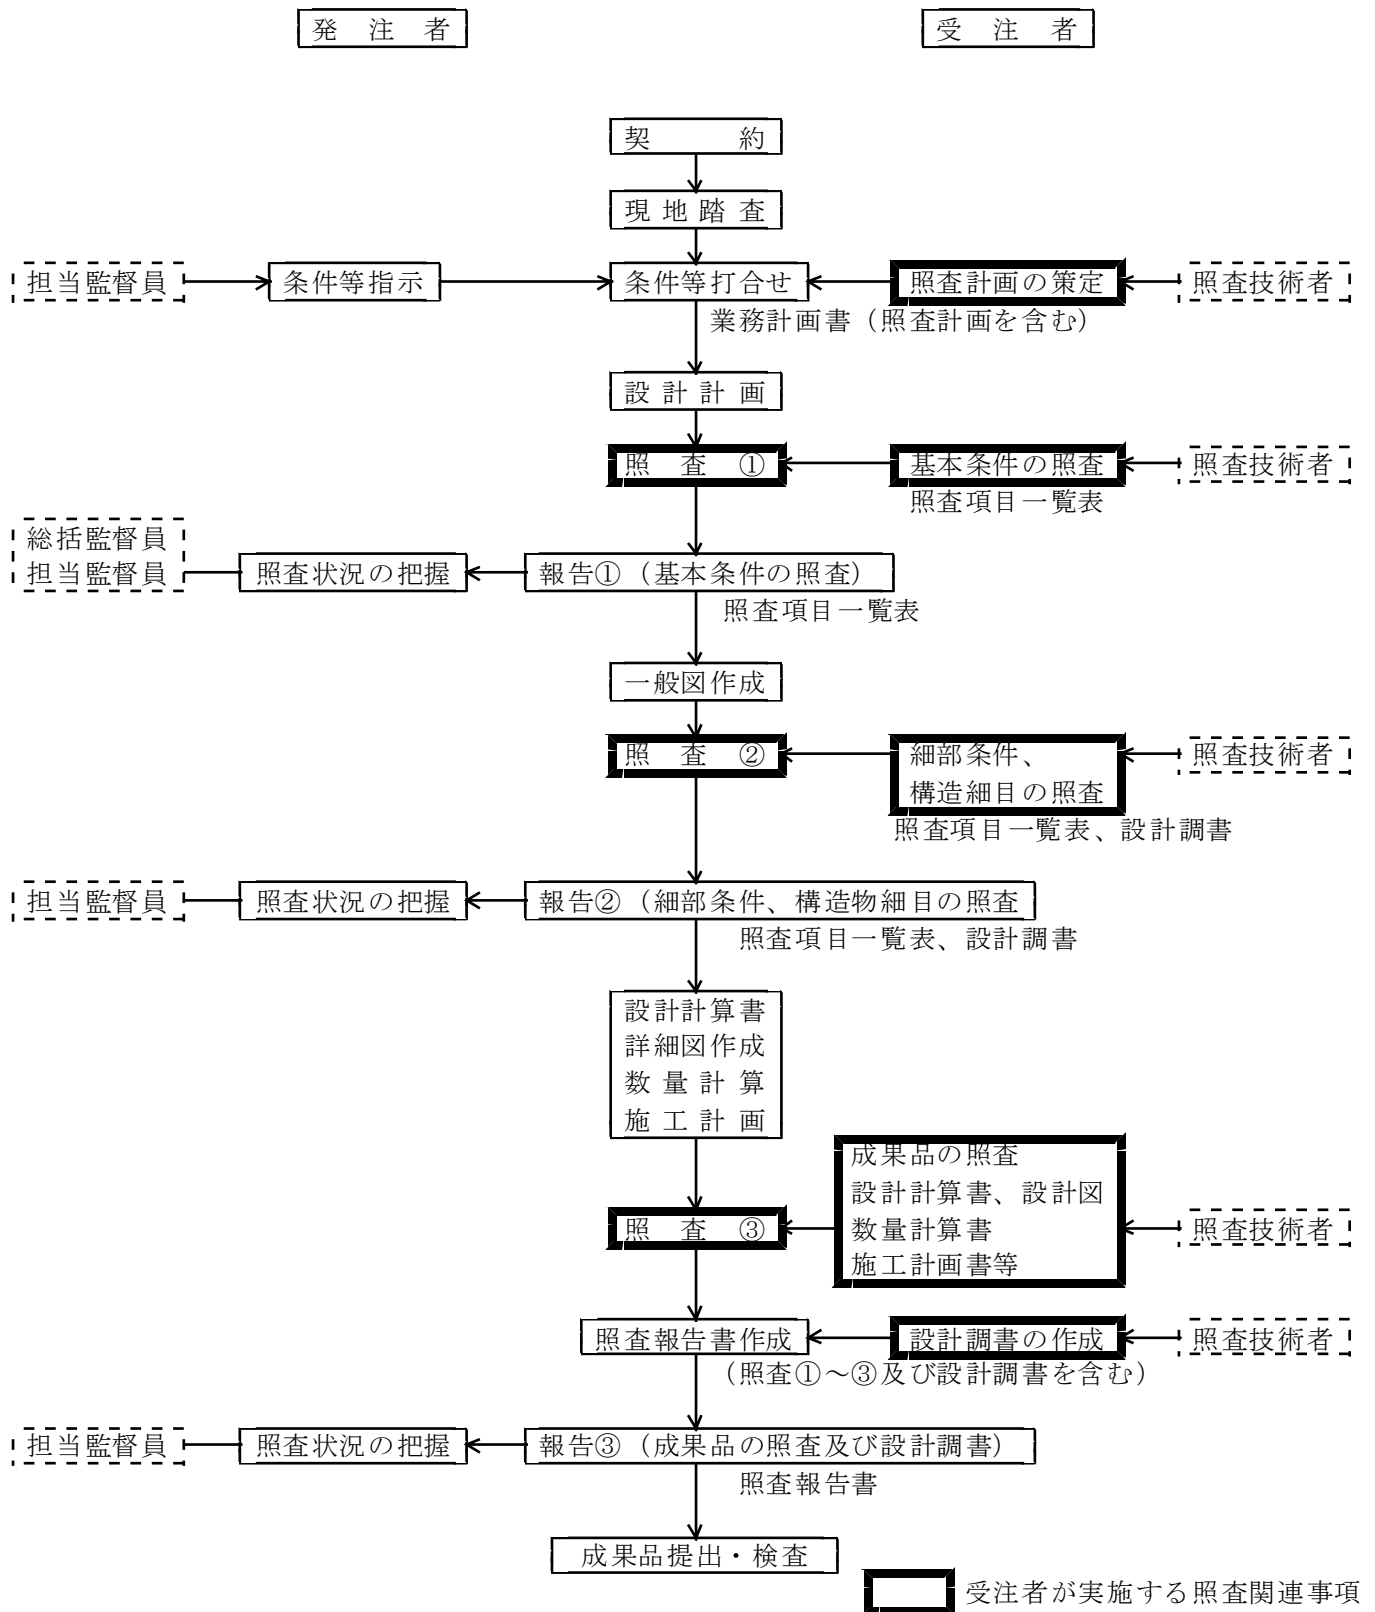 発注者
受注者
契約
現地踏査
担当監督員
条件等指示
条件等打合せ
照査計画の策定
照査技術者
業務計画書（照査計画を含む）
設計計画
照査①
基本条件の照査
照査技術者
照査項目一覧表
総括監督員
担当監督員
照査状況の把握
報告①（基本条件の照査）
照査項目一覧表
一般図作成
照査②
細部条件、
構造細目の照査
照査技術者
照査項目一覧表、設計調書
担当監督員
照査状況の把握
報告②（細部条件、構造物細目の照査
照査項目一覧表、設計調書
設計計算書
詳細図作成
数量計算
施工計画
成果品の照査
設計計算書、設計図
数量計算書
施工計画書等
照査③
照査技術者
照査報告書作成
設計調書の作成
照査技術者
（照査①～③及び設計調書を含む）
担当監督員
照査状況の把握
報告③（成果品の照査及び設計調書）
照査報告書
成果品提出・検査
受注者が実施する照査関連事項